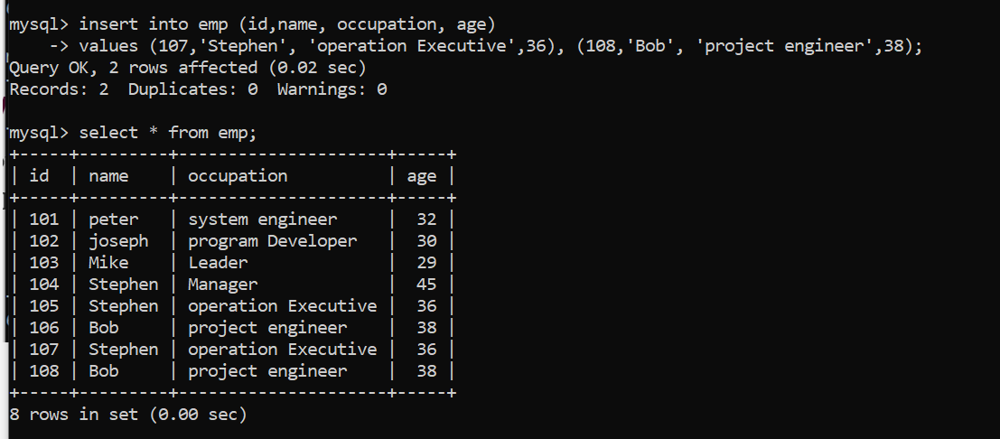 mysql> insert into emp (id,name, occupation, age)
    -> values (107,'Stephen', 'operation Executive',36), (108,'Bob', 'project engineer',38);
Query OK, 2 rows affected (0.02 sec)
Records: 2  Duplicates: 0  Warnings: 0

mysql> select * from emp;
+-----+---------+---------------------+-----+
| id  | name    | occupation          | age |
+-----+---------+---------------------+-----+
| 101 | peter   | system engineer     |  32 |
| 102 | joseph  | program Developer   |  30 |
| 103 | Mike    | Leader              |  29 |
| 104 | Stephen | Manager             |  45 |
| 105 | Stephen | operation Executive |  36 |
| 106 | Bob     | project engineer    |  38 |
| 107 | Stephen | operation Executive |  36 |
| 108 | Bob     | project engineer    |  38 |
+-----+---------+---------------------+-----+
8 rows in set (0.00 sec)